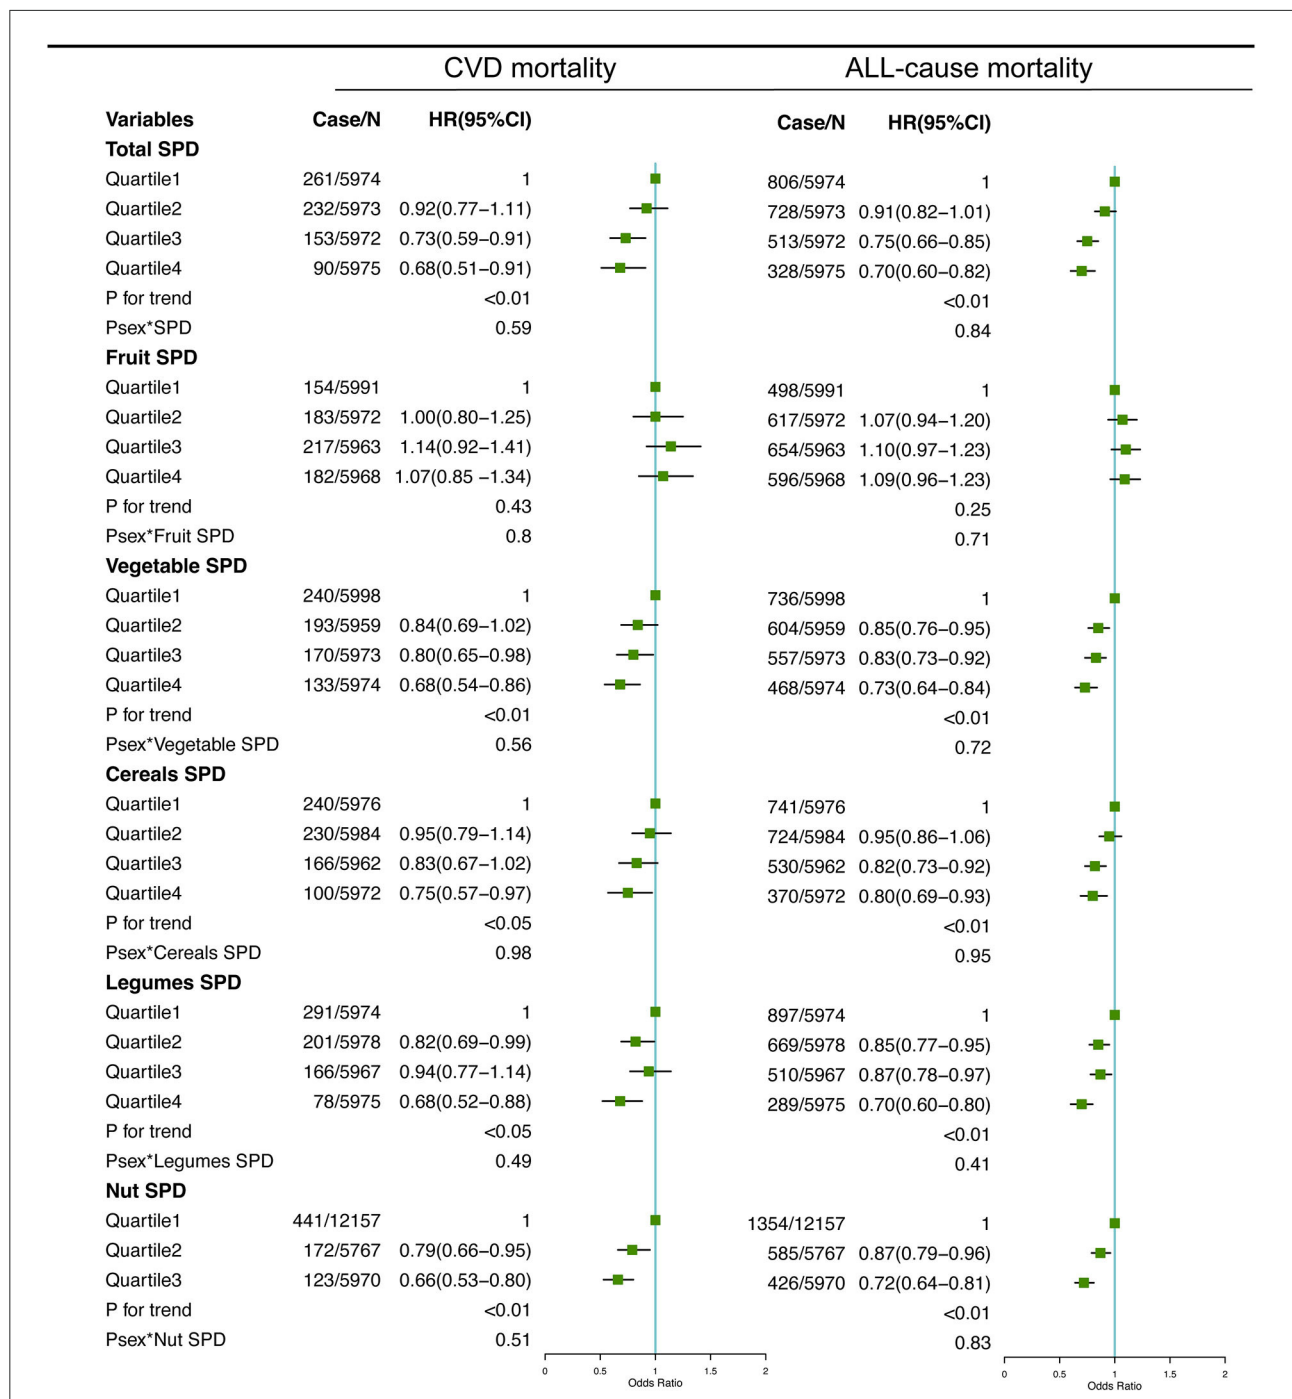 CVD mortality ALL-cause mortality
Variables Case/N HR(95%CI) Case/N HR(95%CI)
Total SPD
Quartile1 261/5974 1 806/5974 1
Quartile2 232/5973 0.92(0.77−1.11) 728/5973 0.91(0.82−1.01)
Quartile3 153/5972 0.73(0.59−0.91) 513/5972 0.75(0.66−0.85)
Quartile4 90/5975 0.68(0.51−0.91) 328/5975 0.70(0.60−0.82)
P for trend <0.01 <0.01
Psex*SPD 0.59 0.84
Fruit SPD
Quartile1 154/5991 1 498/5991 1
Quartile2 183/5972 1.00(0.80−1.25) 617/5972 1.07(0.94−1.20)
Quartile3 217/5963 1.14(0.92−1.41) 654/5963 1.10(0.97−1.23)
Quartile4 182/5968 1.07(0.85 −1.34) 596/5968 1.09(0.96−1.23)
P for trend 0.43 0.25
Psex*Fruit SPD 0.8 0.71
Vegetable SPD
Quartile1 240/5998 1 736/5998 1
Quartile2 193/5959 0.84(0.69−1.02) 604/5959 0.85(0.76−0.95)
Quartile3 170/5973 0.80(0.65−0.98) 557/5973 0.83(0.73−0.92)
Quartile4 133/5974 0.68(0.54−0.86) 468/5974 0.73(0.64−0.84)
P for trend <0.01 <0.01
Psex*Vegetable SPD 0.56 0.72
Cereals SPD
Quartile1 240/5976 1 741/5976 1
Quartile2 230/5984 0.95(0.79−1.14) 724/5984 0.95(0.86−1.06)
Quartile3 166/5962 0.83(0.67−1.02) 530/5962 0.82(0.73−0.92)
Quartile4 100/5972 0.75(0.57−0.97) 370/5972 0.80(0.69−0.93)
P for trend <0.05 <0.01
Psex*Cereals SPD 0.98 0.95
Legumes SPD
Quartile1 291/5974 1 897/5974 1
Quartile2 201/5978 0.82(0.69−0.99) 669/5978 0.85(0.77−0.95)
Quartile3 166/5967 0.94(0.77−1.14) 510/5967 0.87(0.78−0.97)
Quartile4 78/5975 0.68(0.52−0.88) 289/5975 0.70(0.60−0.80)
P for trend <0.05 <0.01
Psex*Legumes SPD 0.49 0.41
Nut SPD
Quartile1 441/12157 1 1354/12157 1
Quartile2 172/5767 0.79(0.66−0.95) 585/5767 0.87(0.79−0.96)
Quartile3 123/5970 0.66(0.53−0.80) 426/5970 0.72(0.64−0.81)
P for trend <0.01 <0.01
Psex*Nut SPD 0.51 0.83
0 0.5 1 1.5 2 0 0.5 1 1.5 2
Odds Ratio Odds Ratio